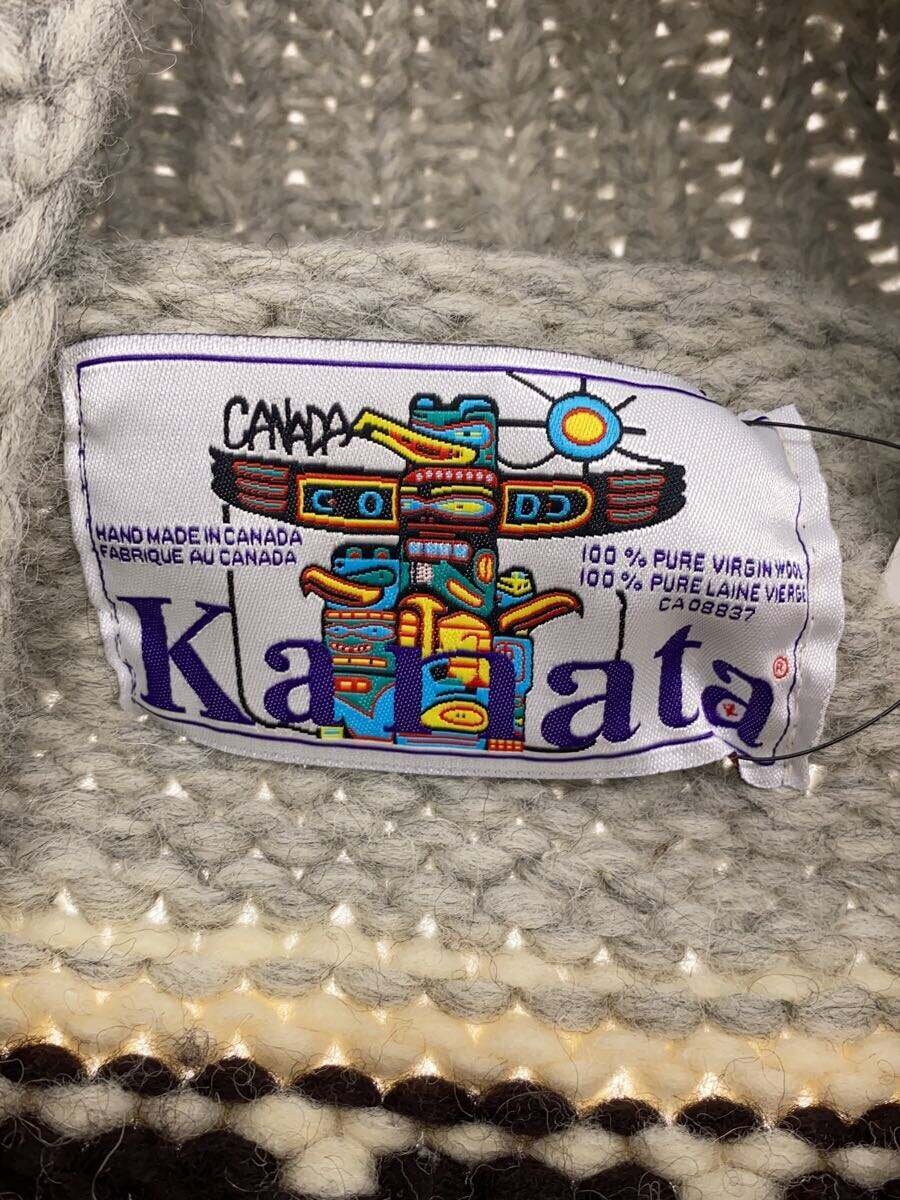 CANADA
HAND MADE IN CANADA
FABRIQUE AU CANADA
100 % PURE VIRGIN WOOL
100 % PURE LAINE VIERGE
CA 08837
Kanata®